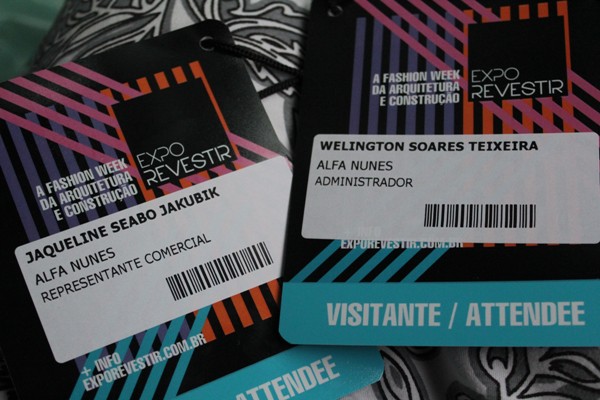 A FASHION WEEK
DA ARQUITETURA
E CONSTRUÇÃO
EXPO
REVESTIR
JAQUELINE SEABO JAKUBIK
ALFA NUNES
REPRESENTANTE COMERCIAL
+ INFO
EXPOREVESTIR.COM.BR
ATTENDEE
A FASHION WEEK
DA ARQUITETURA
E CONSTRUÇÃO
EXPO
REVESTIR
WELINGTON SOARES TEIXEIRA
ALFA NUNES
ADMINISTRADOR
+ INFO
EXPOREVESTIR.COM.BR
VISITANTE / ATTENDEE